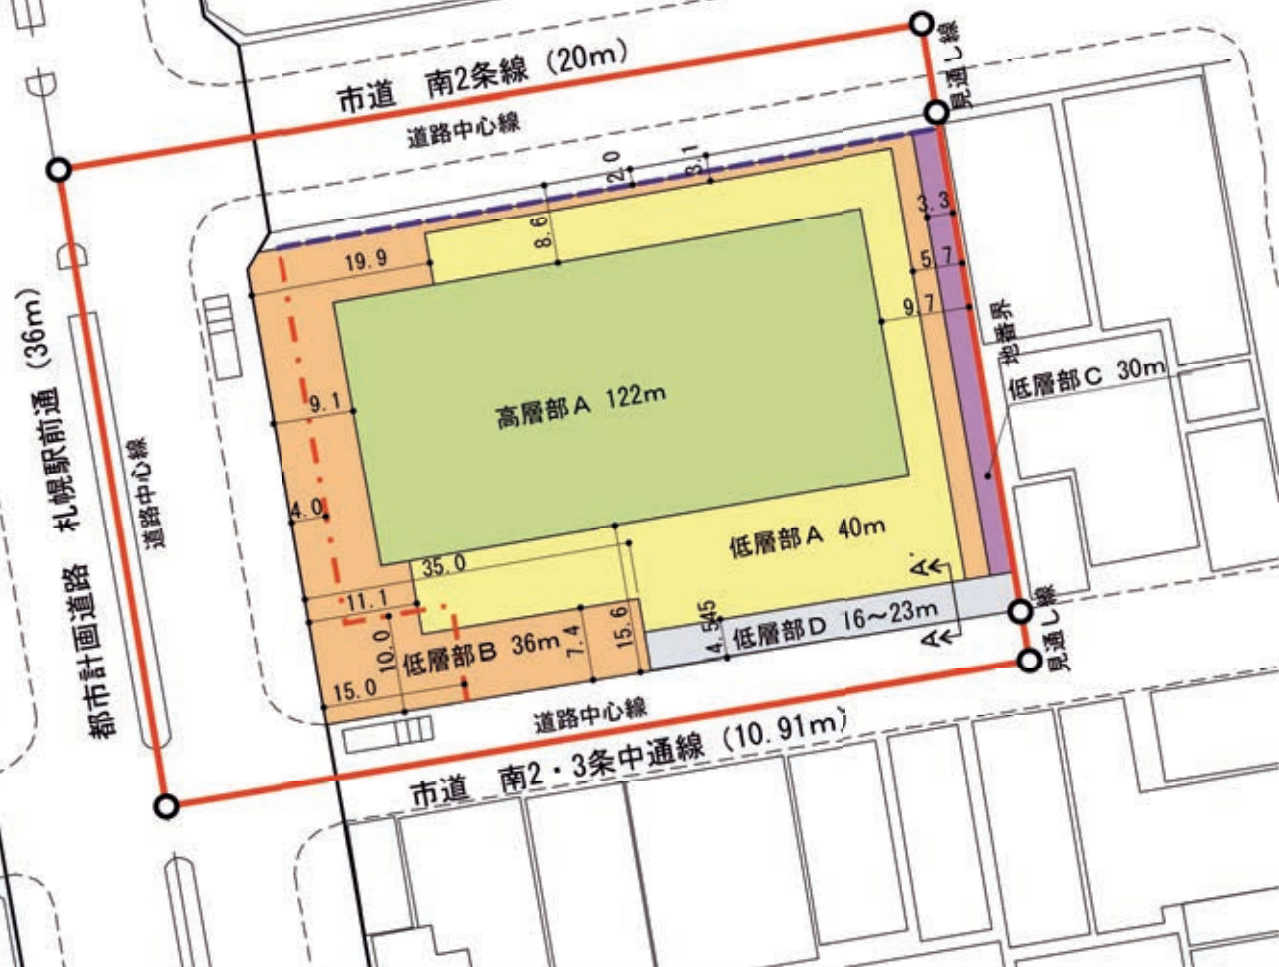 市道　南2条線（20m）
見通し線
道路中心線
2.0
3.1
8.6
19.9
3.3
5.7
9.7
地番界
低層部C 30m
都市計画道路　札幌駅前通（36m）
道路中心線
高層部A 122m
9.1
4.0
低層部A 40m
35.0
11.1
A'
A
10.0
低層部B 36m
7.4
15.6
4.545
低層部D 16～23m
見通し線
15.0
道路中心線
市道　南2・3条中通線（10.91m）